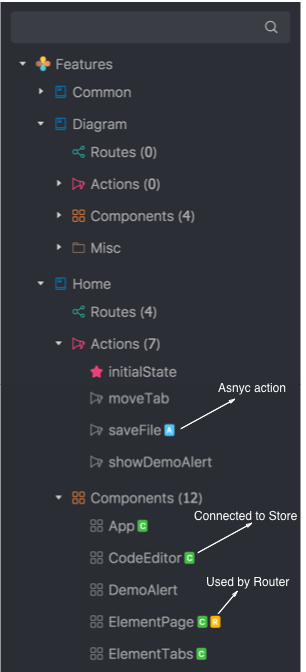 Features
Common
Diagram
Routes (0)
Actions (0)
Components (4)
Misc
Home
Routes (4)
Actions (7)
initialState
Asnyc action
moveTab
saveFile A
showDemoAlert
Components (12)
Connected to Store
App C
CodeEditor C
Used by Router
DemoAlert
ElementPage C R
ElementTabs C